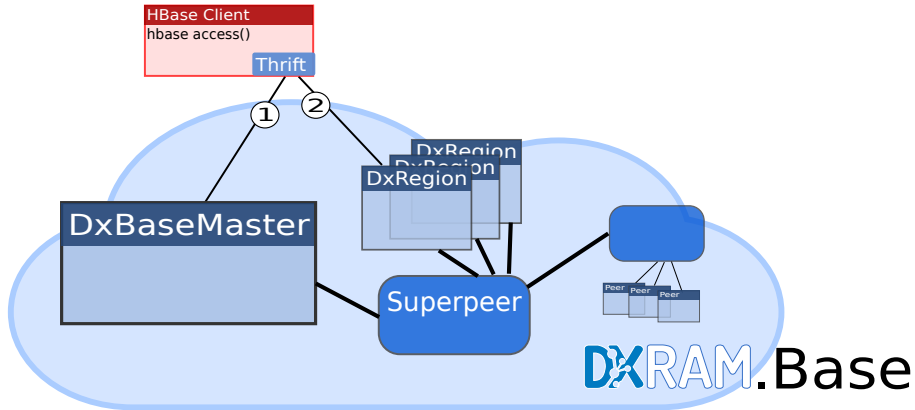 HBase Client
hbase access()
Thrift
1
2
DxRegion
DxRegion
DxRegion
DxBaseMaster
Superpeer
Peer
Peer
Peer
DXRAM.Base